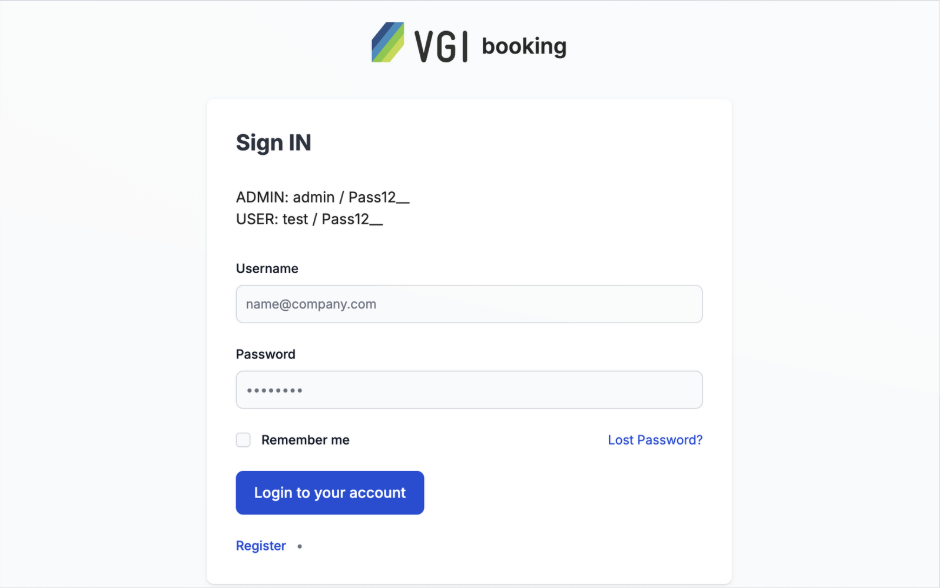 VGI booking
Sign IN
ADMIN: admin / Pass12__
USER: test / Pass12__
Username
name@company.com
Password
••••••••
Remember me
Lost Password?
Login to your account
Register •